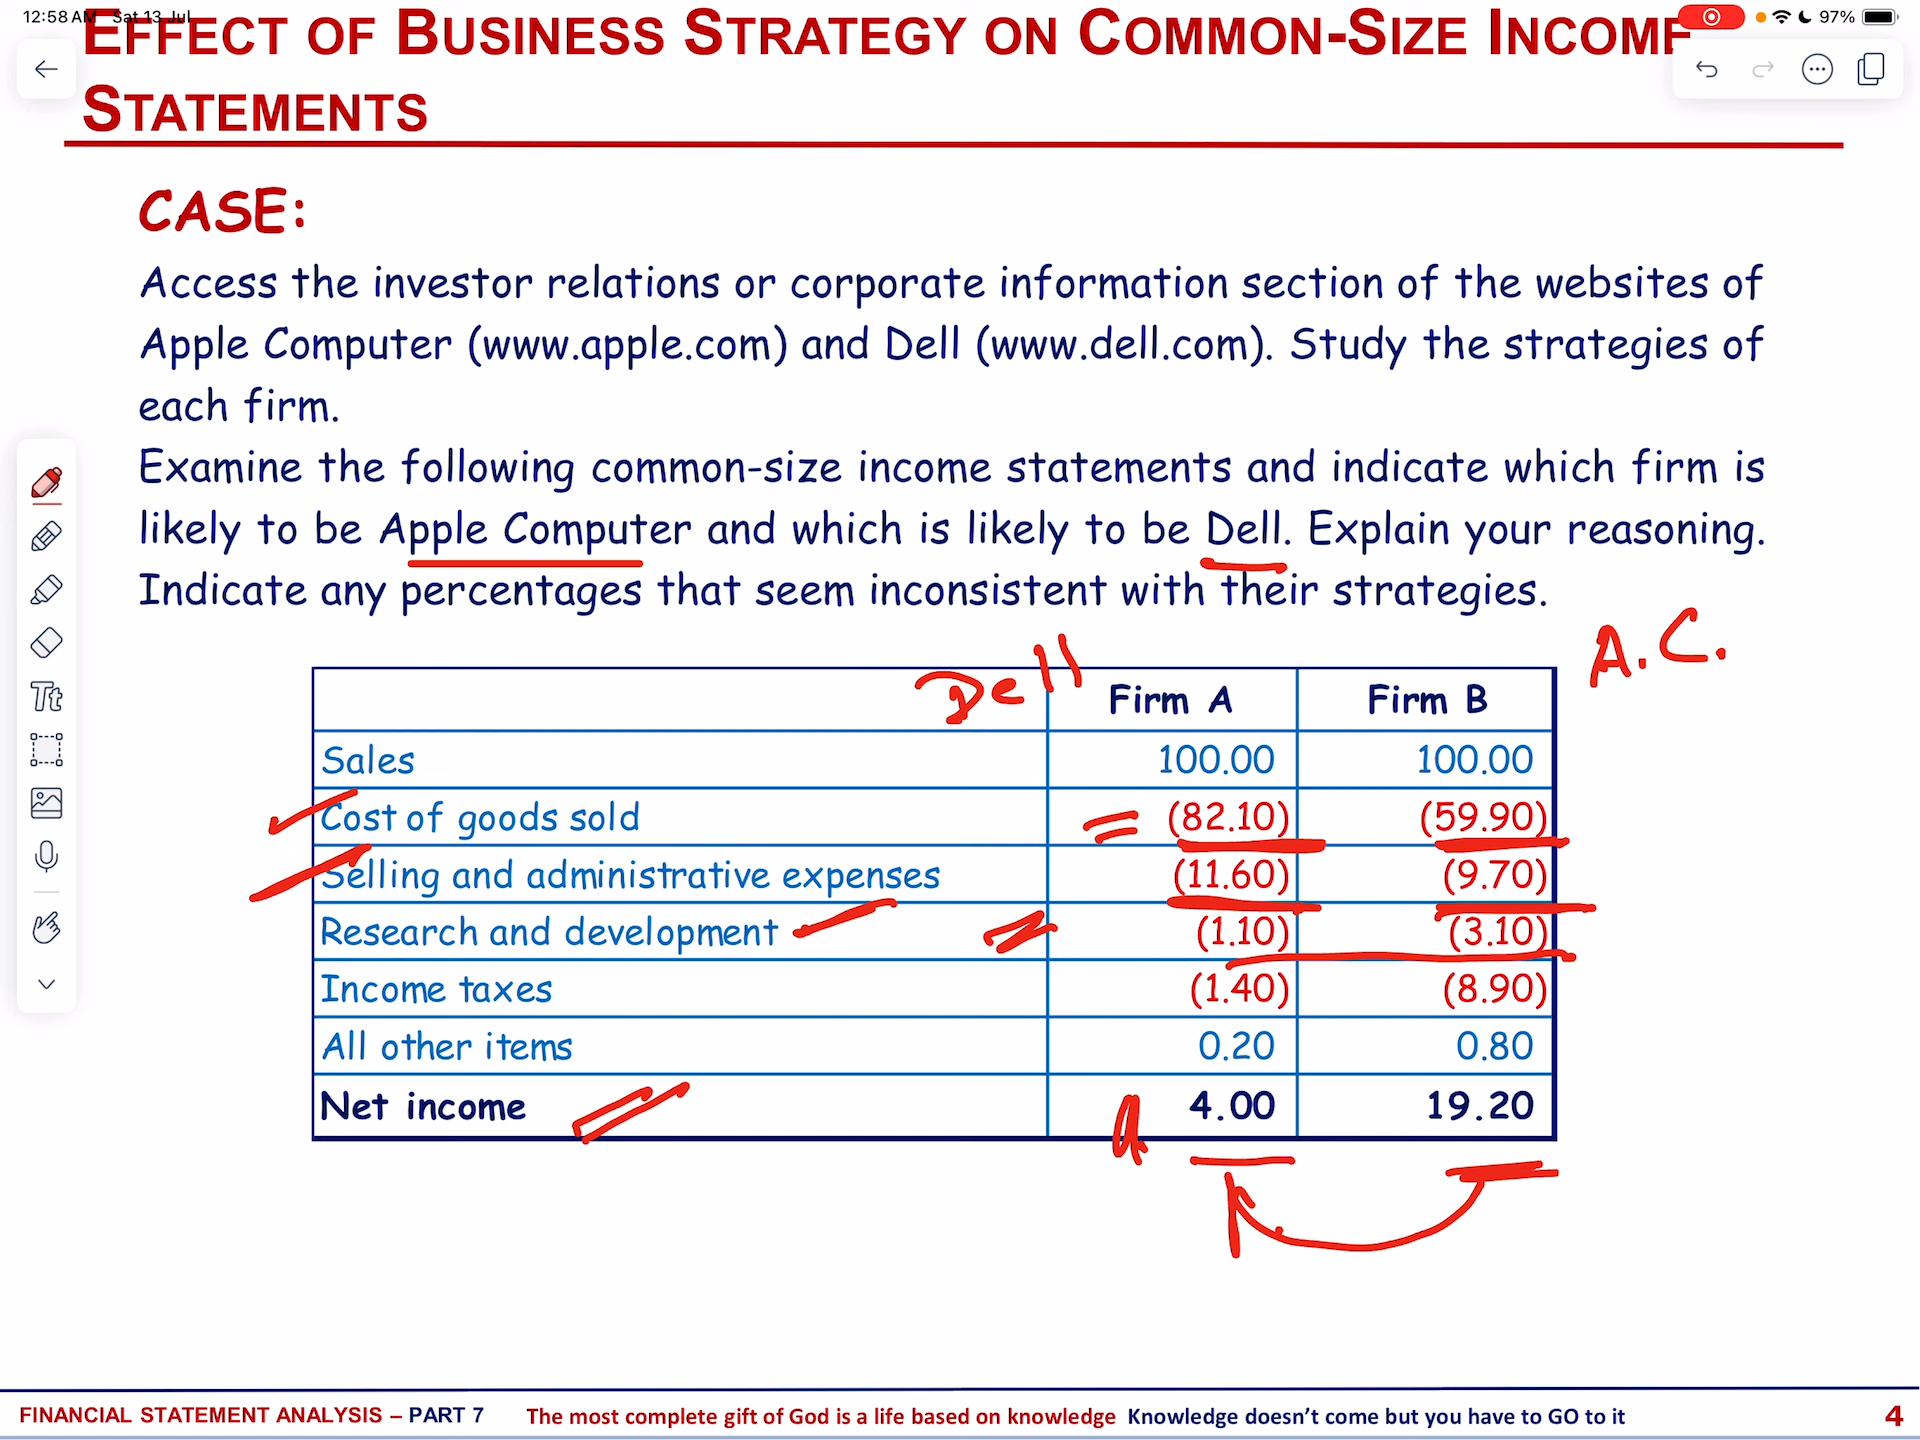 12:58 AM Sat 13 Jul
97%
EFFECT OF BUSINESS STRATEGY ON COMMON-SIZE INCOME
STATEMENTS
CASE:
Access the investor relations or corporate information section of the websites of
Apple Computer (www.apple.com) and Dell (www.dell.com). Study the strategies of
each firm.
Examine the following common-size income statements and indicate which firm is
likely to be Apple Computer and which is likely to be Dell. Explain your reasoning.
Indicate any percentages that seem inconsistent with their strategies.
Dell
A.C.
Firm A Firm B
Sales 100.00 100.00
Cost of goods sold (82.10) (59.90)
Selling and administrative expenses (11.60) (9.70)
Research and development (1.10) (3.10)
Income taxes (1.40) (8.90)
All other items 0.20 0.80
Net income 4.00 19.20
Tt
FINANCIAL STATEMENT ANALYSIS – PART 7 The most complete gift of God is a life based on knowledge Knowledge doesn't come but you have to GO to it 4